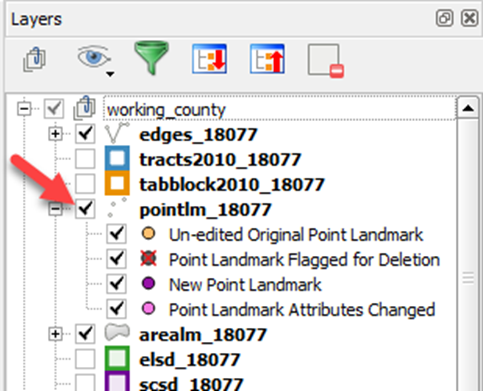 Layers
working_county
edges_18077
tracts2010_18077
tabblock2010_18077
pointlm_18077
Un-edited Original Point Landmark
Point Landmark Flagged for Deletion
New Point Landmark
Point Landmark Attributes Changed
arealm_18077
elsd_18077
scsd_18077